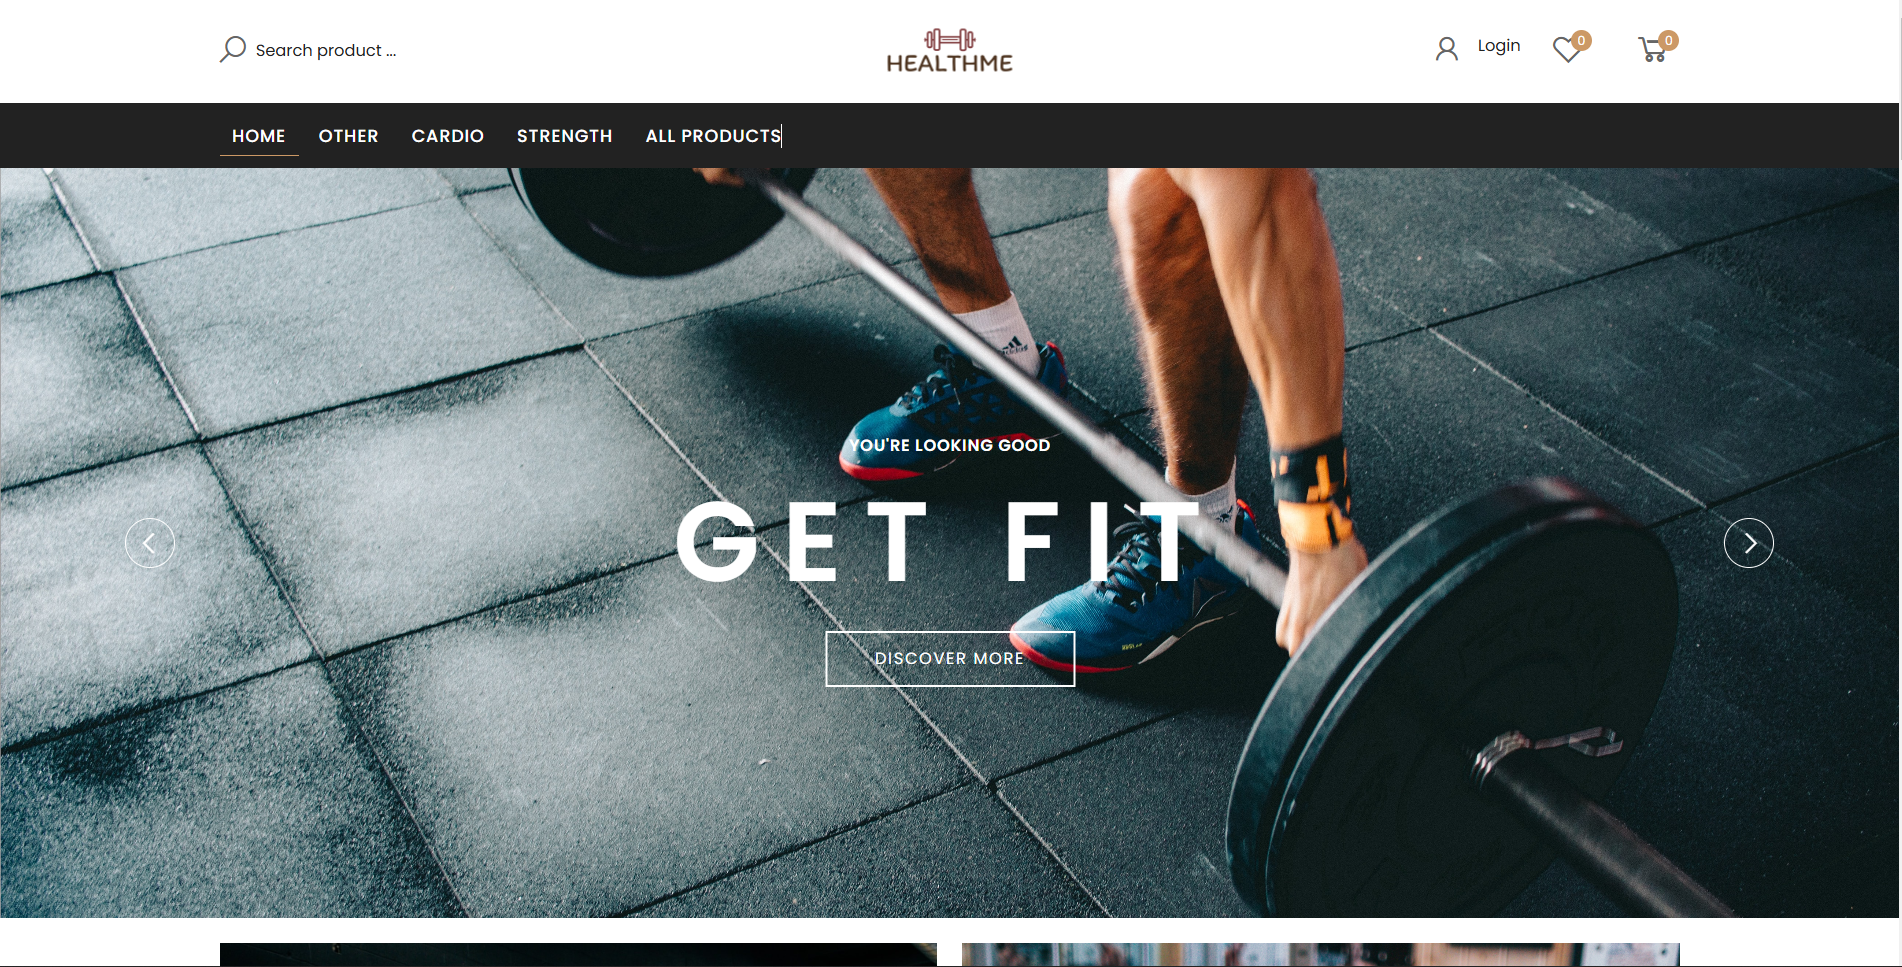 Search product ...
HEALTHME
Login
0
0
HOME OTHER CARDIO STRENGTH ALL PRODUCTS
adidas
YOU'RE LOOKING GOOD
GET FIT
DISCOVER MORE